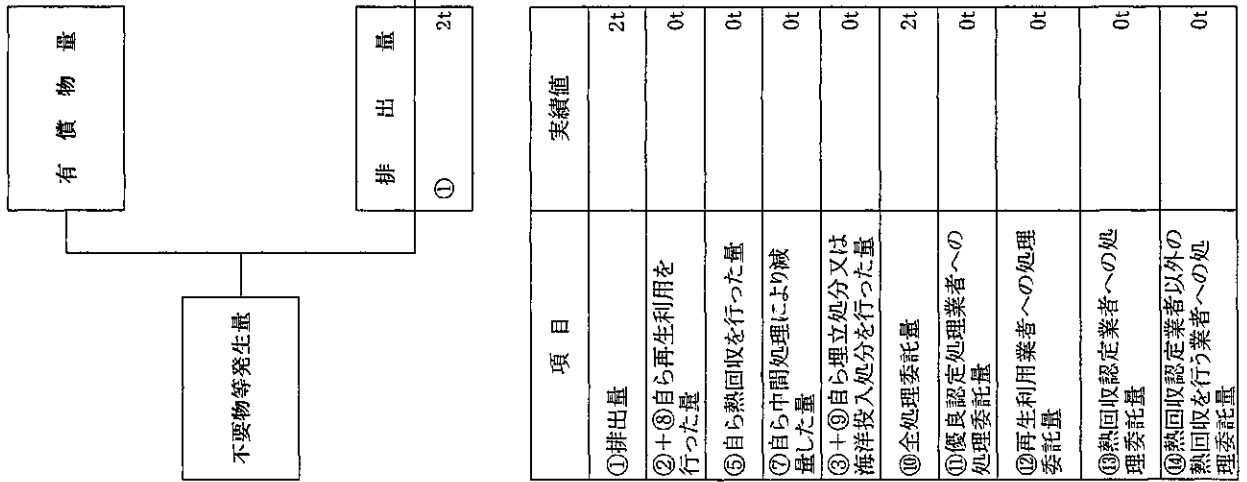 不要物等発生量
有償物量
排出量
① 2t
項目 実績値
①排出量 2t
②+⑧自ら再生利用を
行った量 0t
⑤自ら熱回収を行った量 0t
⑦自ら中間処理により減
量した量 0t
③+⑨自ら埋立処分又は
海洋投入処分を行った量 0t
⑩全処理委託量 2t
⑪優良認定処理業者への
処理委託量 0t
⑫再生利用業者への処理
委託量 0t
⑬熱回収認定業者への処
理委託量 0t
⑭熱回収認定業者以外の
熱回収を行う業者への処
理委託量 0t